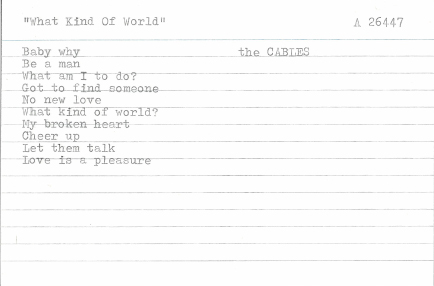 "What Kind Of World" A 26447
Baby why the CABLES
Be a man
What am I to do?
Got to find someone
No new love
What kind of world?
My broken heart
Cheer up
Let them talk
Love is a pleasure